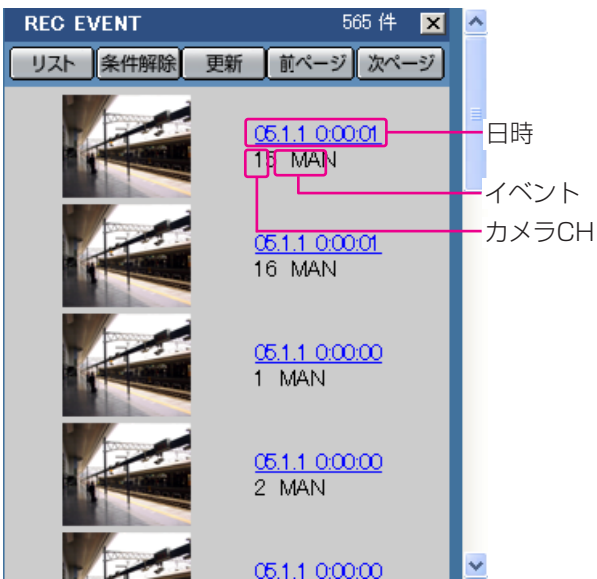 REC EVENT 565 件
リスト 条件解除 更新 前ページ 次ページ
05.1.1 0:00:01 日時
15 MAN
イベント
カメラCH
05.1.1 0:00:01
16 MAN
05.1.1 0:00:00
1 MAN
05.1.1 0:00:00
2 MAN
05.1.1 0:00:00